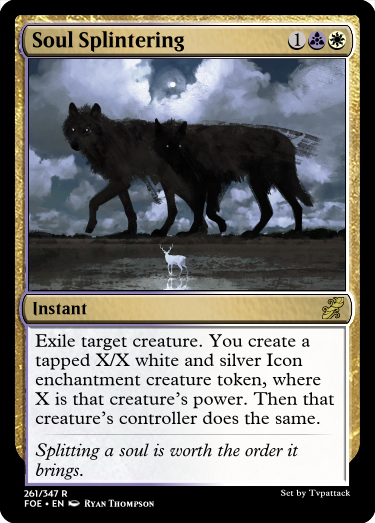 Soul Splintering 1
Instant
Exile target creature. You create a
tapped X/X white and silver Icon
enchantment creature token, where
X is that creature's power. Then that
creature's controller does the same.
Splitting a soul is worth the order it
brings.
261/347 R
FOE • EN Ryan Thompson
Set by Tvpattack